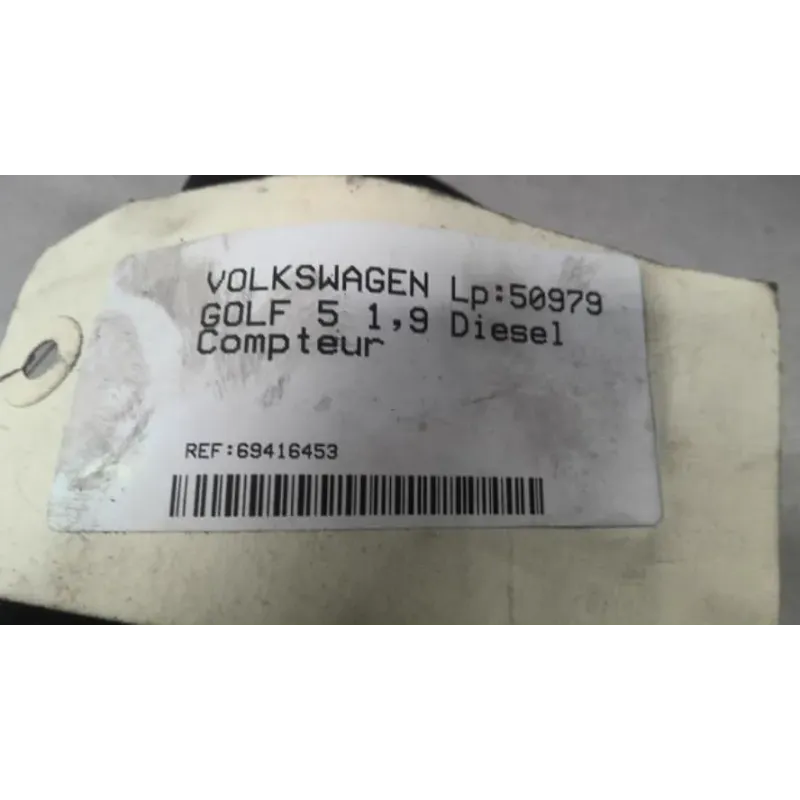 VOLKSWAGEN Lp:50979
GOLF 5 1,9 Diesel
Compteur
REF:69416453